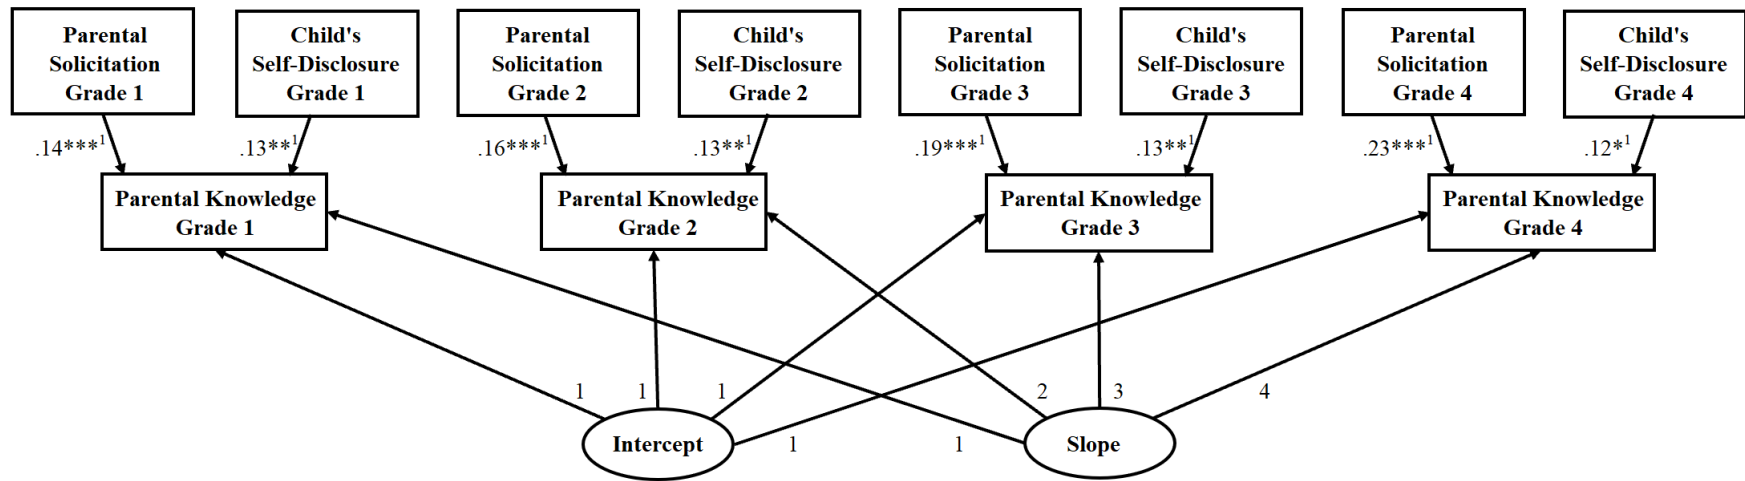 Parental
Solicitation
Grade 1
Child's
Self-Disclosure
Grade 1
Parental
Solicitation
Grade 2
Child's
Self-Disclosure
Grade 2
Parental
Solicitation
Grade 3
Child's
Self-Disclosure
Grade 3
Parental
Solicitation
Grade 4
Child's
Self-Disclosure
Grade 4
.14***¹
.13**¹
.16***¹
.13**¹
.19***¹
.13**¹
.23***¹
.12*¹
Parental Knowledge
Grade 1
Parental Knowledge
Grade 2
Parental Knowledge
Grade 3
Parental Knowledge
Grade 4
1
1
1
2
3
4
Intercept
1
1
Slope